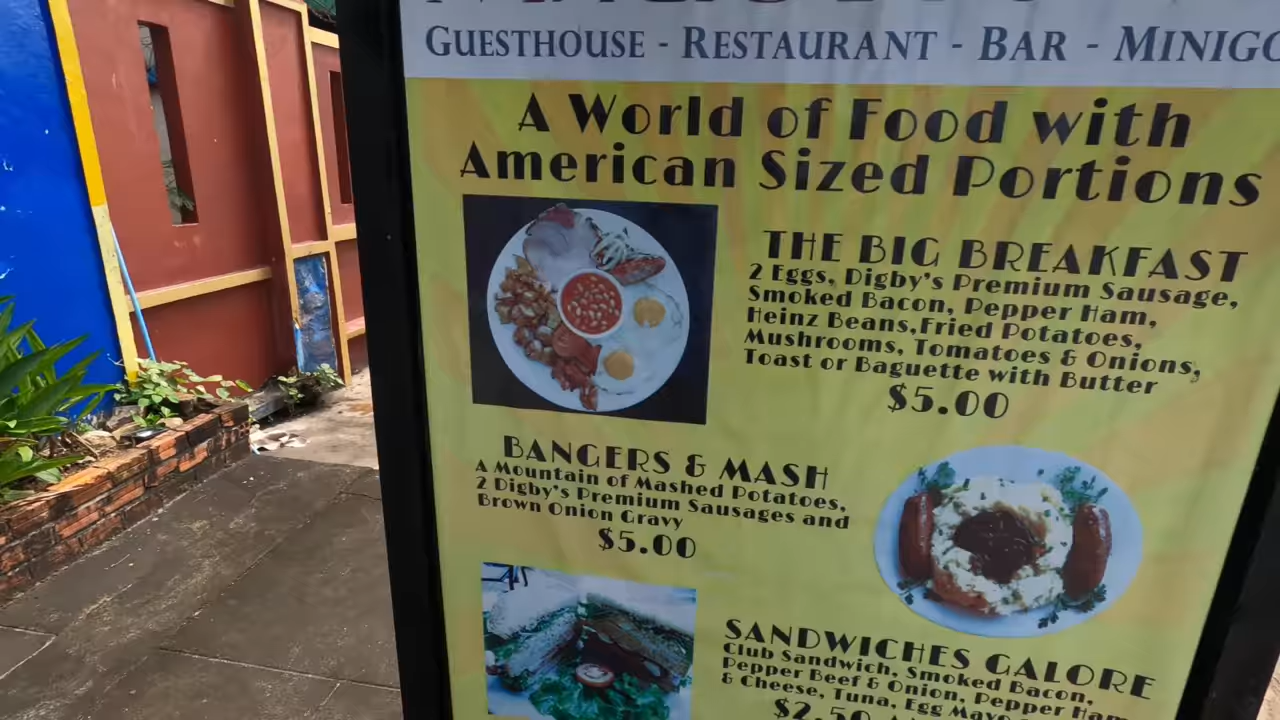 GUESTHOUSE - RESTAURANT - BAR -
A World of Food with
American Sized Portions
THE BIG BREAKFAST
2 Eggs, Digby's Premium Sausage,
Smoked Bacon, Pepper Ham,
Heinz Beans,Fried Potatoes,
Mushrooms, Tomatoes & Onions,
Toast or Baguette with Butter
$5.00
BANGERS & MASH
A Mountain of Mashed Potatoes,
2 Digby's Premium Sausages and
Brown Onion Gravy
$5.00
SANDWICHES GALORE
Club Sandwich, Smoked Bacon,
Pepper Beef & Onion, Pepper Ham
& Cheese, Tuna, Egg Mayo
$2.50